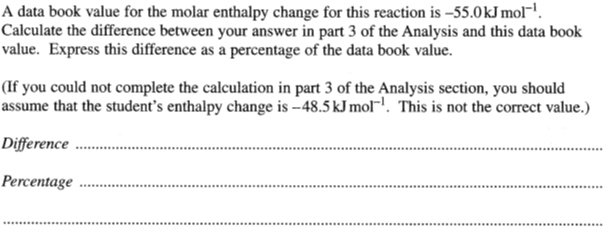 A data book value for the molar enthalpy change for this reaction is –55.0 kJ mol⁻¹.
Calculate the difference between your answer in part 3 of the Analysis and this data book
value. Express this difference as a percentage of the data book value.
(If you could not complete the calculation in part 3 of the Analysis section, you should
assume that the student's enthalpy change is –48.5 kJ mol⁻¹. This is not the correct value.)
Difference ................................................................
Percentage ................................................................
................................................................